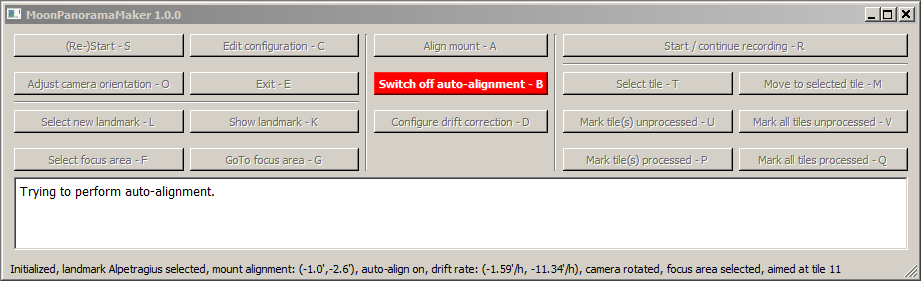 MoonPanoramaMaker 1.0.0
(Re-)Start - S Edit configuration - C Align mount - A Start / continue recording - R
Adjust camera orientation - O Exit - E Switch off auto-alignment - B Select tile - T Move to selected tile - M
Select new landmark - L Show landmark - K Configure drift correction - D Mark tile(s) unprocessed - U Mark all tiles unprocessed - V
Select focus area - F GoTo focus area - G Mark tile(s) processed - P Mark all tiles processed - Q
Trying to perform auto-alignment.
Initialized, landmark Alpetragius selected, mount alignment: (-1.0',-2.6'), auto-align on, drift rate: (-1.59'/h, -11.34'/h), camera rotated, focus area selected, aimed at tile 11